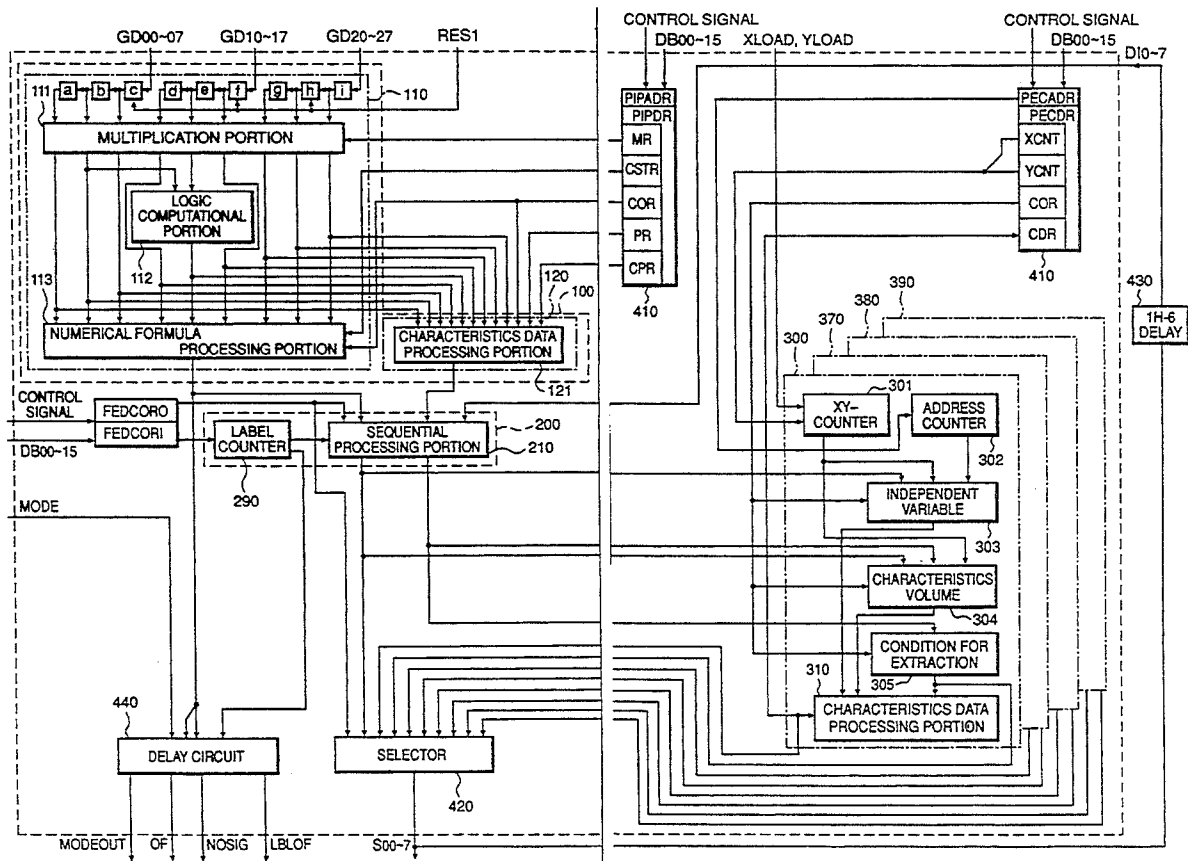 CONTROL SIGNAL
CONTROL SIGNAL
GD00~07
GD10~17
GD20~27
RES1
DB00~15
XLOAD, YLOAD
DB00~15
DI0~7
a
b
c
d
e
f
g
h
i
110
111
MULTIPLICATION PORTION
LOGIC
COMPUTATIONAL
PORTION
112
113
NUMERICAL FORMULA
PROCESSING PORTION
120
100
CHARACTERISTICS DATA
PROCESSING PORTION
121
PIPADR
PIPDR
MR
CSTR
COR
PR
CPR
410
PECADR
PECDR
XCNT
YCNT
COR
CDR
410
430
1H-6
DELAY
390
380
370
300
301
XY-
COUNTER
ADDRESS
COUNTER
302
CONTROL
SIGNAL
FEDCORO
FEDCORI
DB00~15
LABEL
COUNTER
290
SEQUENTIAL
PROCESSING PORTION
200
210
INDEPENDENT
VARIABLE
303
MODE
CHARACTERISTICS
VOLUME
304
CONDITION FOR
EXTRACTION
305
310
CHARACTERISTICS DATA
PROCESSING PORTION
440
DELAY CIRCUIT
SELECTOR
420
MODEOUT
OF
NOSIG
LBLOF
S00~7